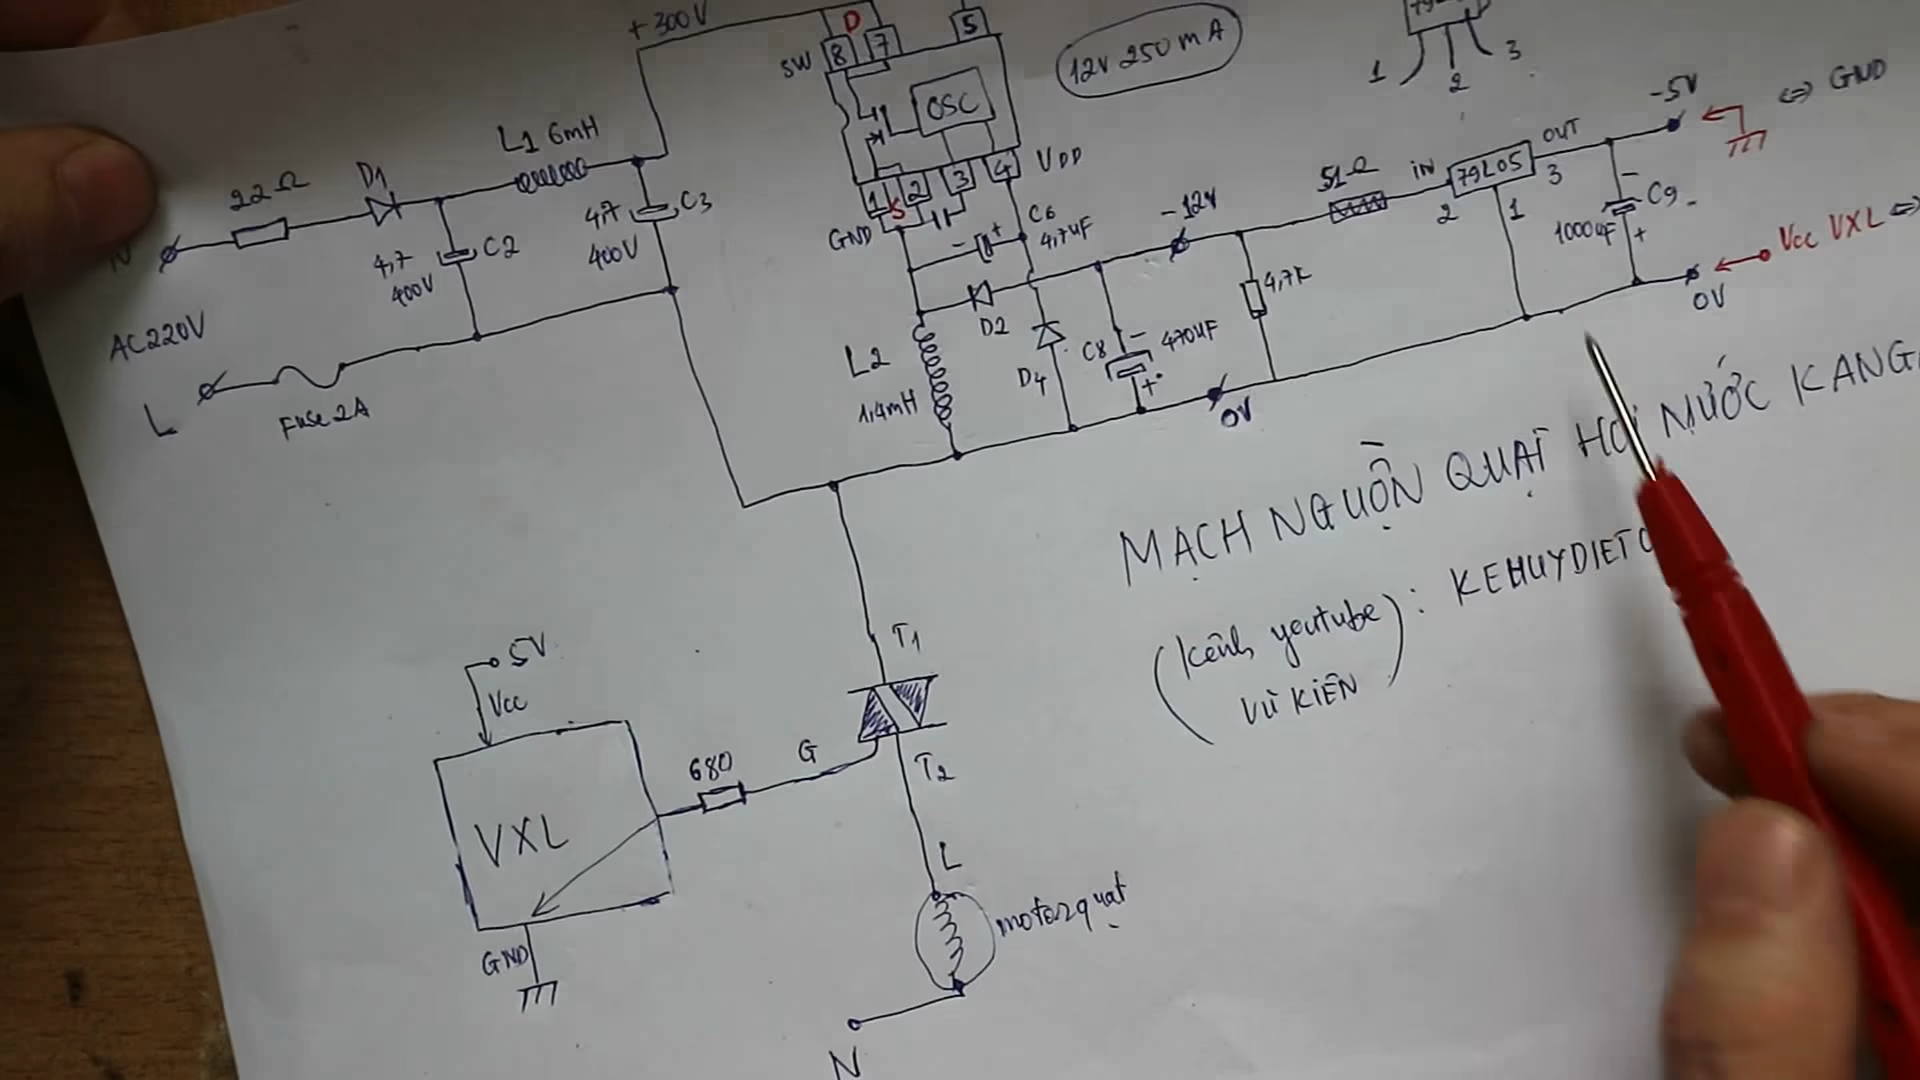 +300V
SW
8
D
7
5
OSC
1
S
2
3
4
VDD
GND
12V 250mA
1
2
3
-5V
⇔ GND
22Ω
D1
L1 6mH
4,7
400V
C2
4,7
400V
C3
AC220V
L
Fuse 2A
-
+
C6
4,7uF
D2
D4
L2
1,4mH
-12V
C8
-
+
470UF
0V
4,7K
51Ω
iN
2
79L05
OUT
3
1
-
C9
1000uF
+
0V
Vcc VXL ⇔
MẠCH NGUỒN QUẠT HƠI NƯỚC
(kênh youtube): 
VŨ KIÊN
5V
Vcc
VXL
GND
680
G
T1
T2
L
motor quạt
N